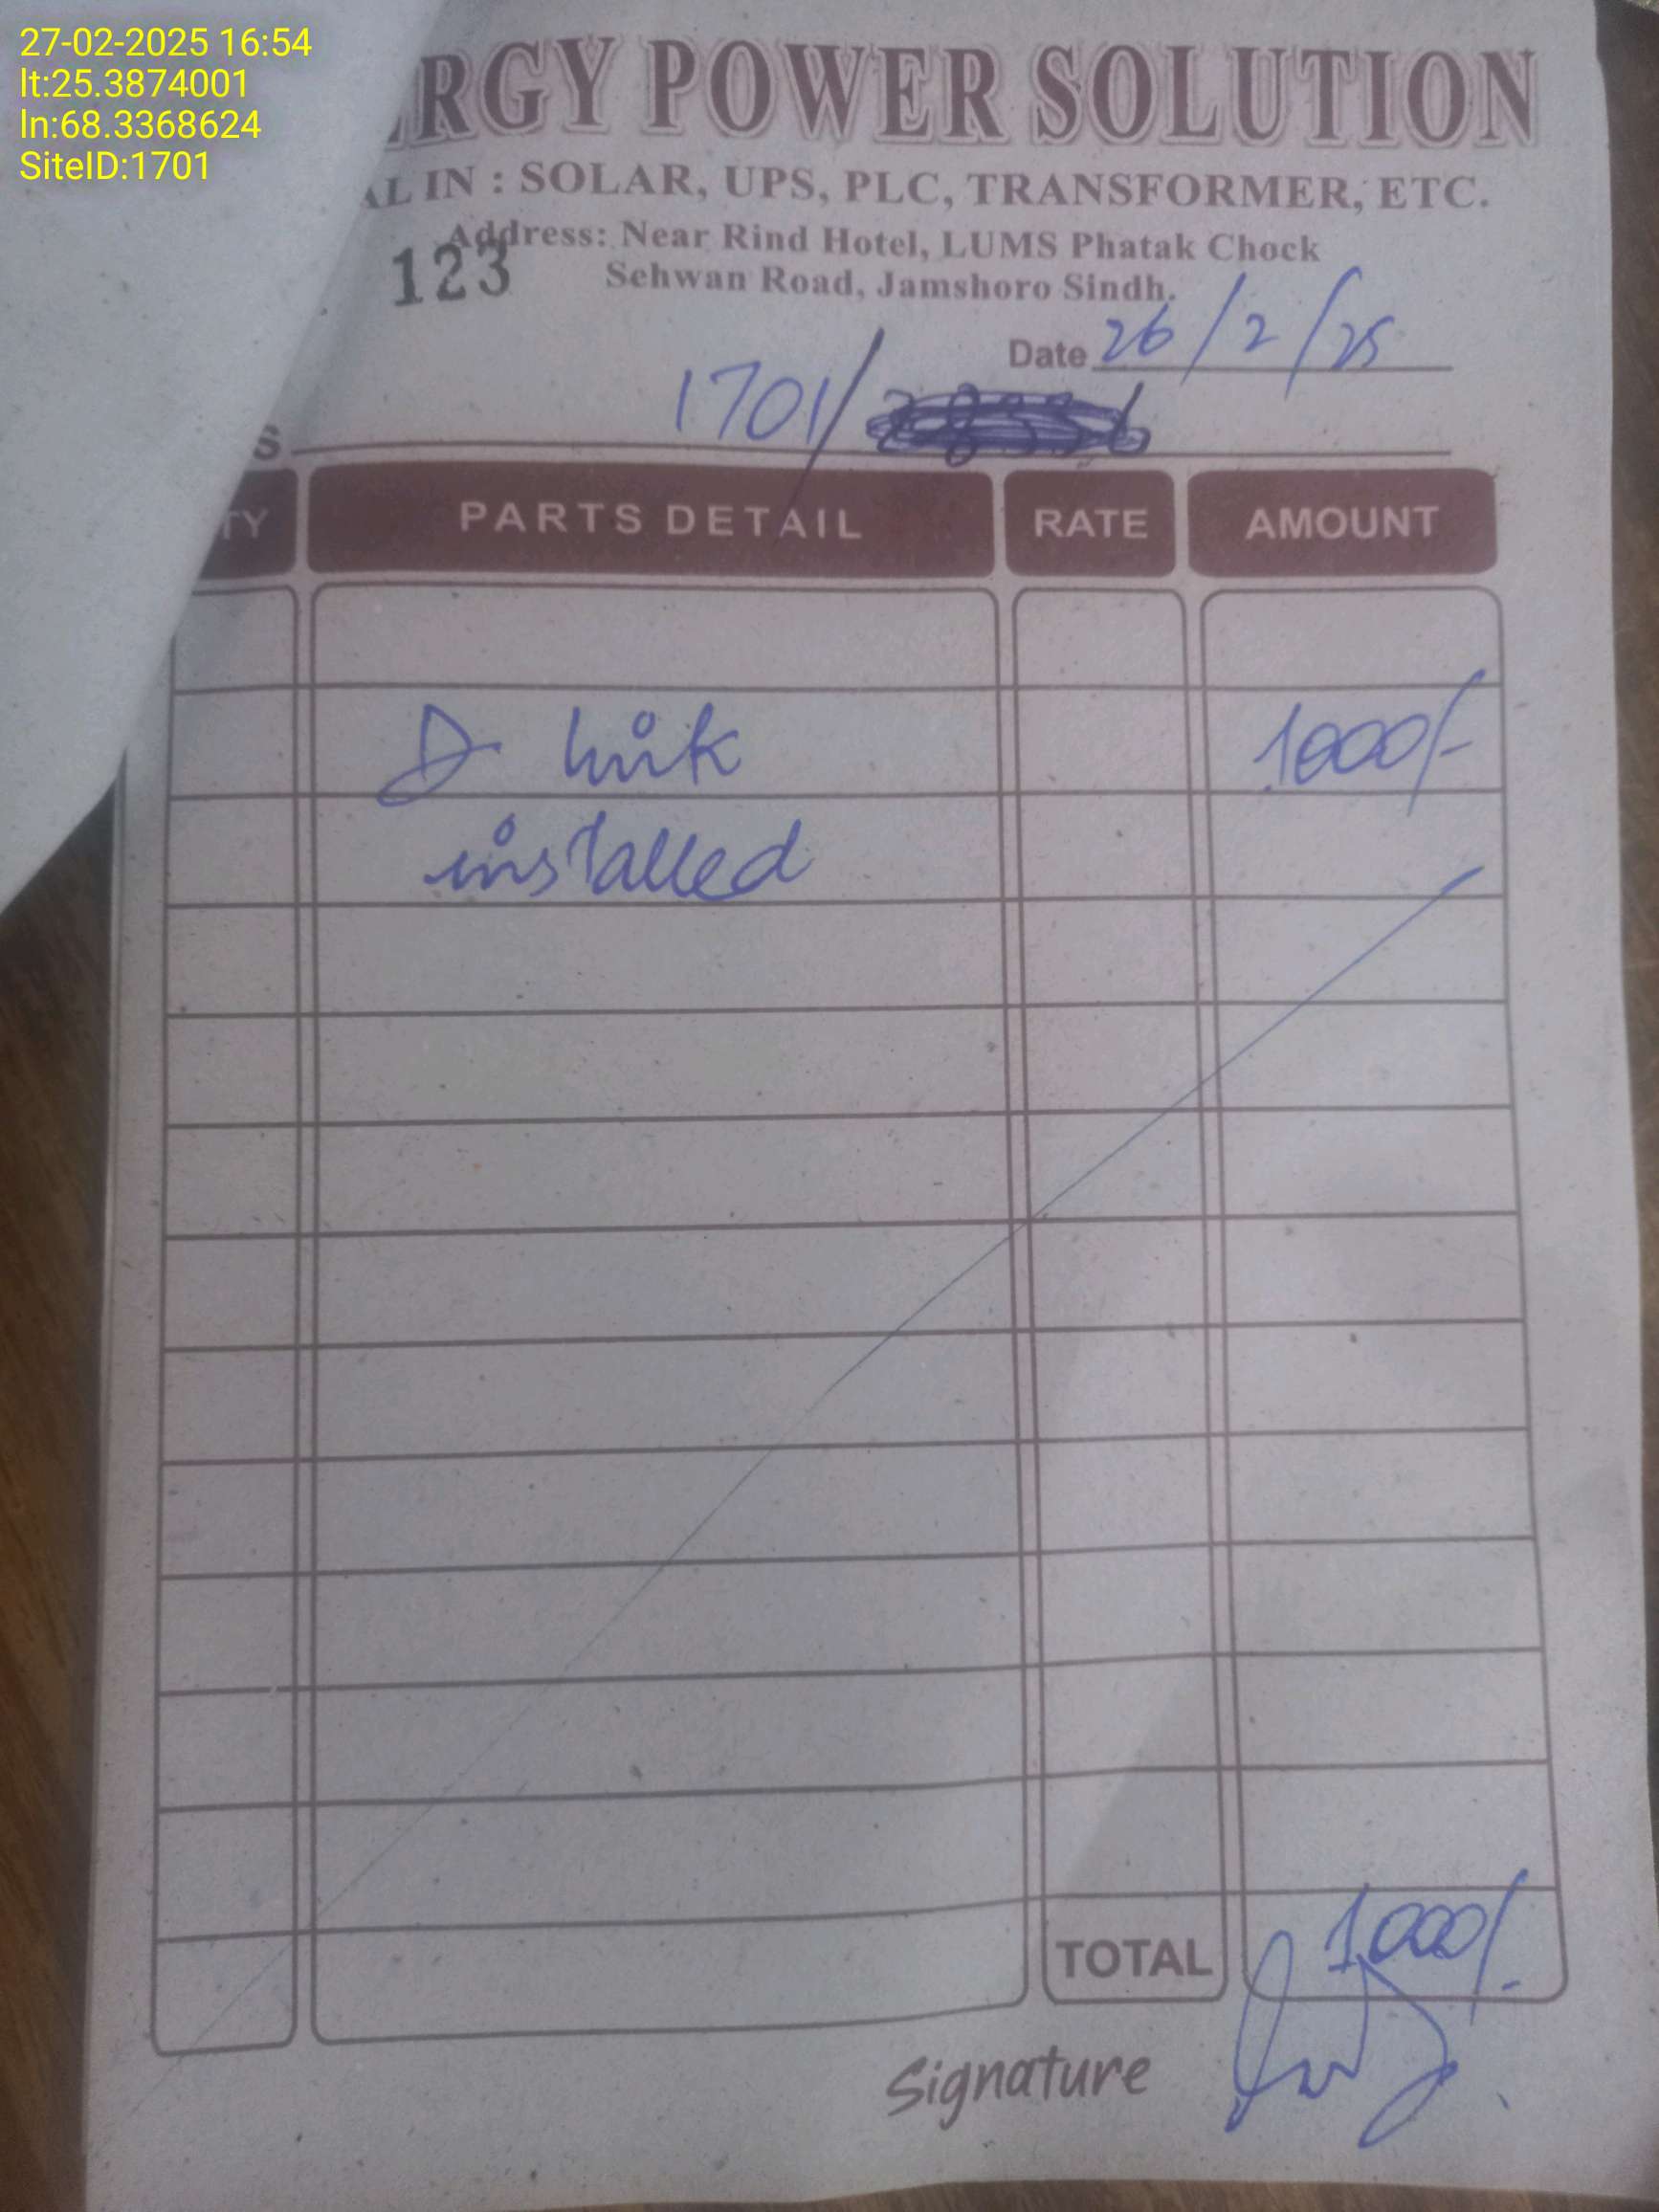 27-02-2025 16:54
lt:25.3874001
ln:68.3368624
SiteID:1701
RGY POWER SOLUTION
AL IN : SOLAR, UPS, PLC, TRANSFORMER, ETC.
Address: Near Rind Hotel, LUMS Phatak Chock
123 Sehwan Road, Jamshoro Sindh.
Date 26/2/25
S 1701/
TY PARTS DETAIL RATE AMOUNT
D link 1000/-
installed
TOTAL 1000/-
Signature